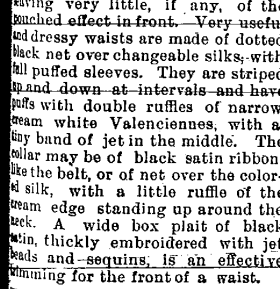 leaving very little, if any, of the
pouched effect in front. Very usefu
and dressy waists are made of dotted
black net over changeable silks, with
full puffed sleeves. They are striped
up and down at intervals and have
puffs with double ruffles of narrow
cream white Valenciennes, with a
tiny band of jet in the middle. The
collar may be of black satin ribbon
like the belt, or of net over the color-
ed silk, with a little ruffle of the
cream edge standing up around the
neck. A wide box plait of black
satin, thickly embroidered with jet
beads and sequins, is an effective
trimming for the front of a waist.